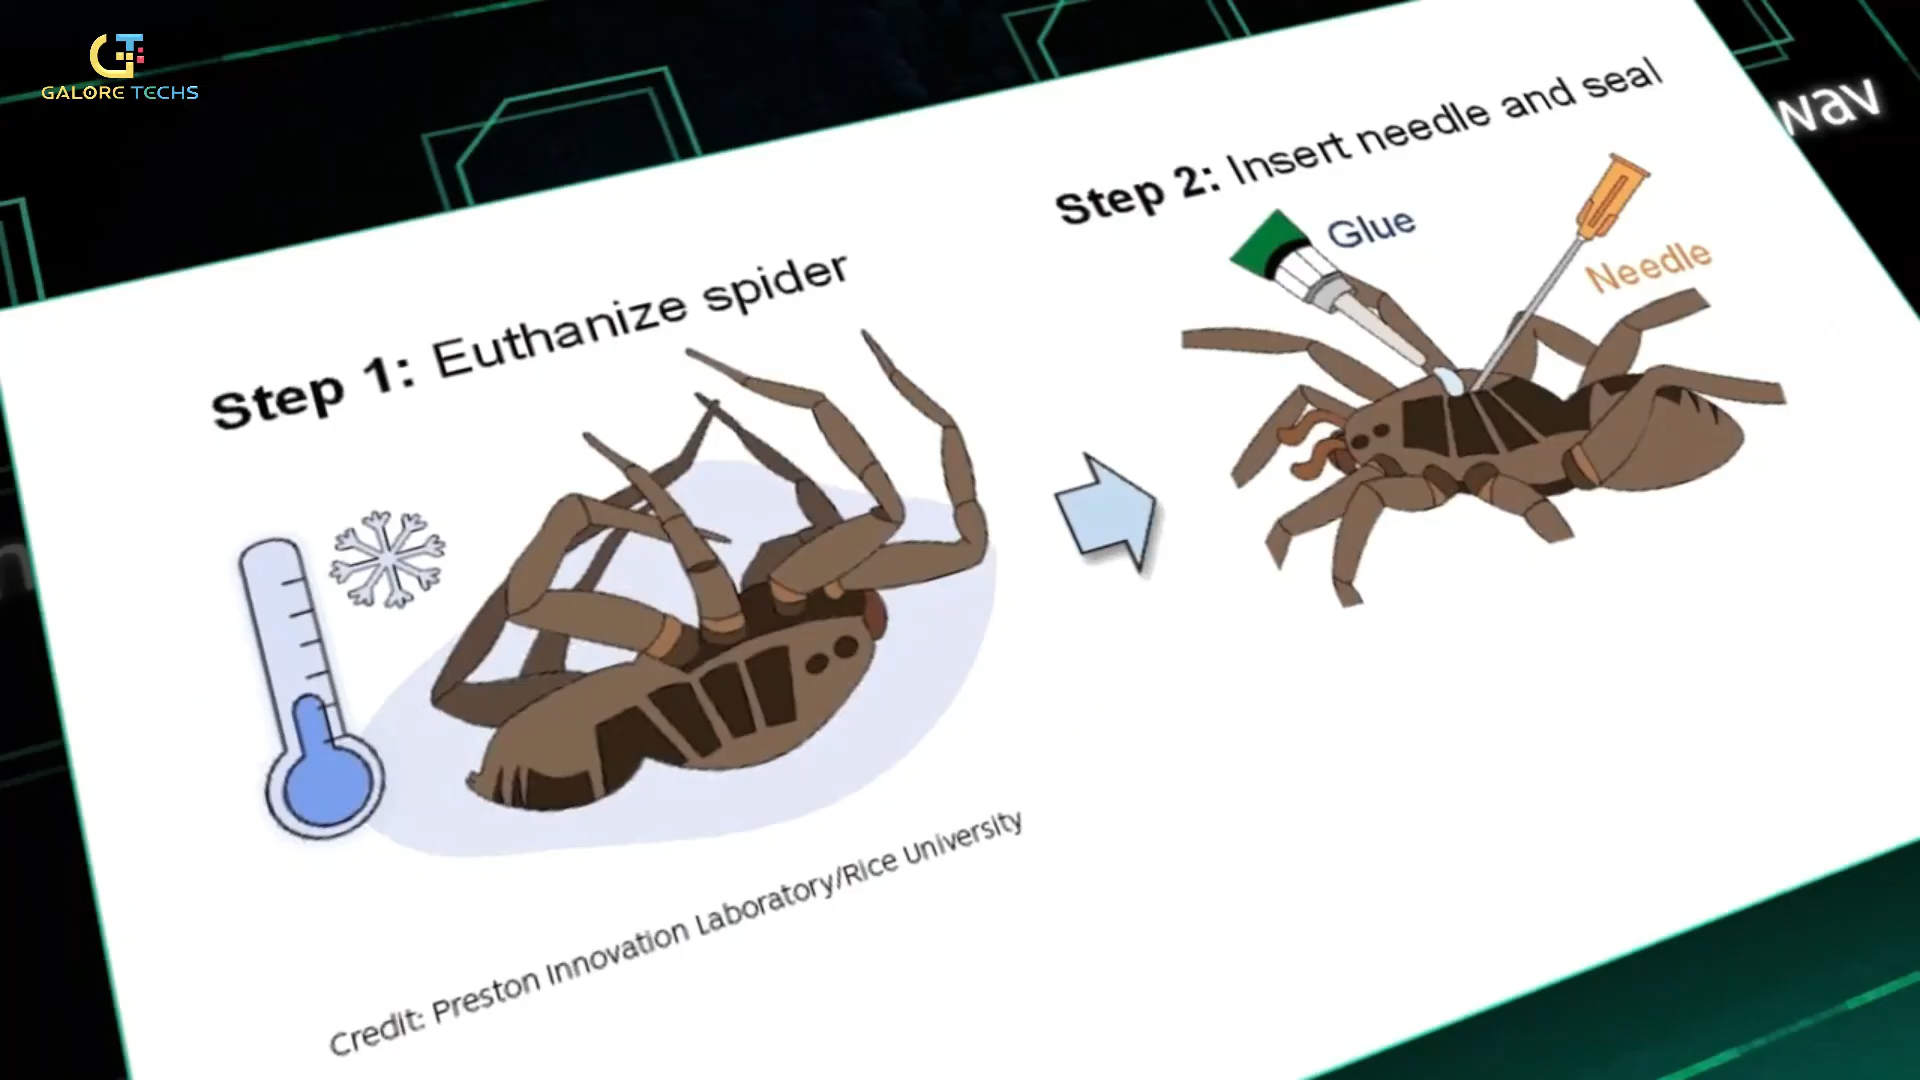 GALORE TECHS
wav
Step 1: Euthanize spider
Step 2: Insert needle and seal
Glue
Needle
Credit: Preston Innovation Laboratory/Rice University